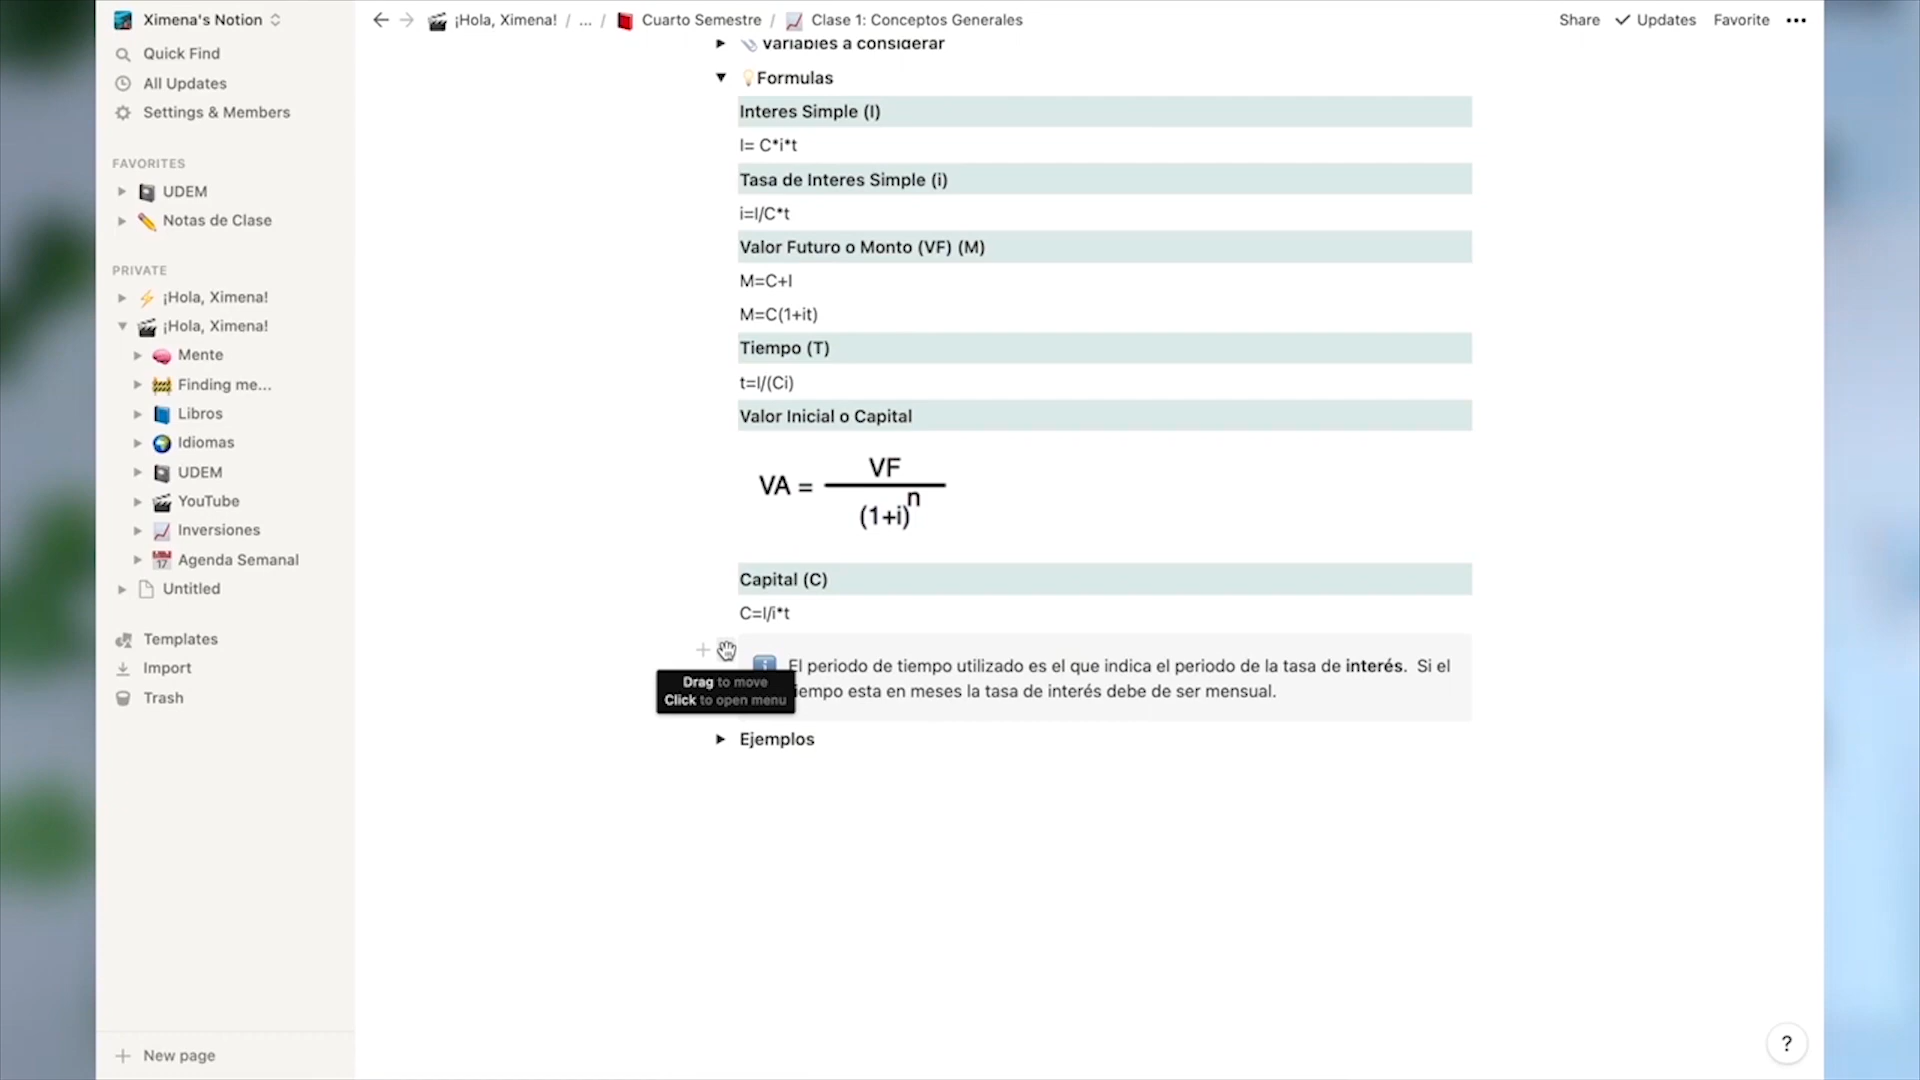 Ximena's Notion
Quick Find
All Updates
Settings & Members
FAVORITES
UDEM
Notas de Clase
PRIVATE
¡Hola, Ximena!
¡Hola, Ximena!
Mente
Finding me...
Libros
Idiomas
UDEM
YouTube
Inversiones
17
Agenda Semanal
Untitled
Templates
Import
Trash
New page
¡Hola, Ximena! / ... / Cuarto Semestre / Clase 1: Conceptos Generales
Share Updates Favorite
Variables a considerar
Formulas
Interes Simple (I)
I= C*i*t
Tasa de Interes Simple (i)
i=I/C*t
Valor Futuro o Monto (VF) (M)
M=C+I
M=C(1+it)
Tiempo (T)
t=I/(Ci)
Valor Inicial o Capital
VF
VA =
(1+i)n
Capital (C)
C=I/i*t
El periodo de tiempo utilizado es el que indica el periodo de la tasa de interés. Si el
iempo esta en meses la tasa de interés debe de ser mensual.
Drag to move
Click to open menu
Ejemplos
?